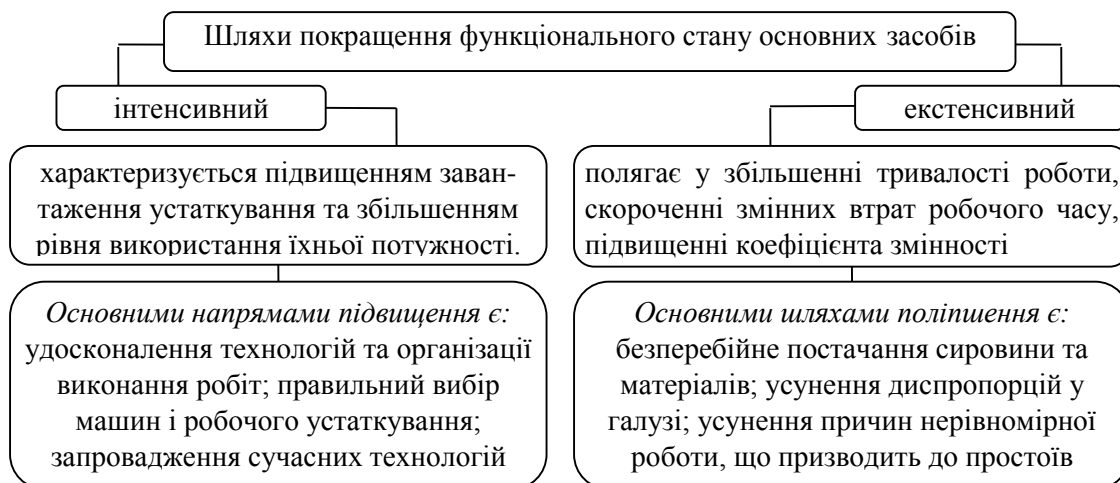 Шляхи покращення функціонального стану основних засобів
інтенсивний
екстенсивний
характеризується підвищенням заван-
таження устаткування та збільшенням
рівня використання їхньої потужності.
полягає у збільшенні тривалості роботи,
скороченні змінних втрат робочого часу,
підвищенні коефіцієнта змінності
Основними напрямами підвищення є:
удосконалення технологій та організації
виконання робіт; правильний вибір
машин і робочого устаткування;
запровадження сучасних технологій
Основними шляхами поліпшення є:
безперебійне постачання сировини та
матеріалів; усунення диспропорцій у
галузі; усунення причин нерівномірної
роботи, що призводить до простоїв